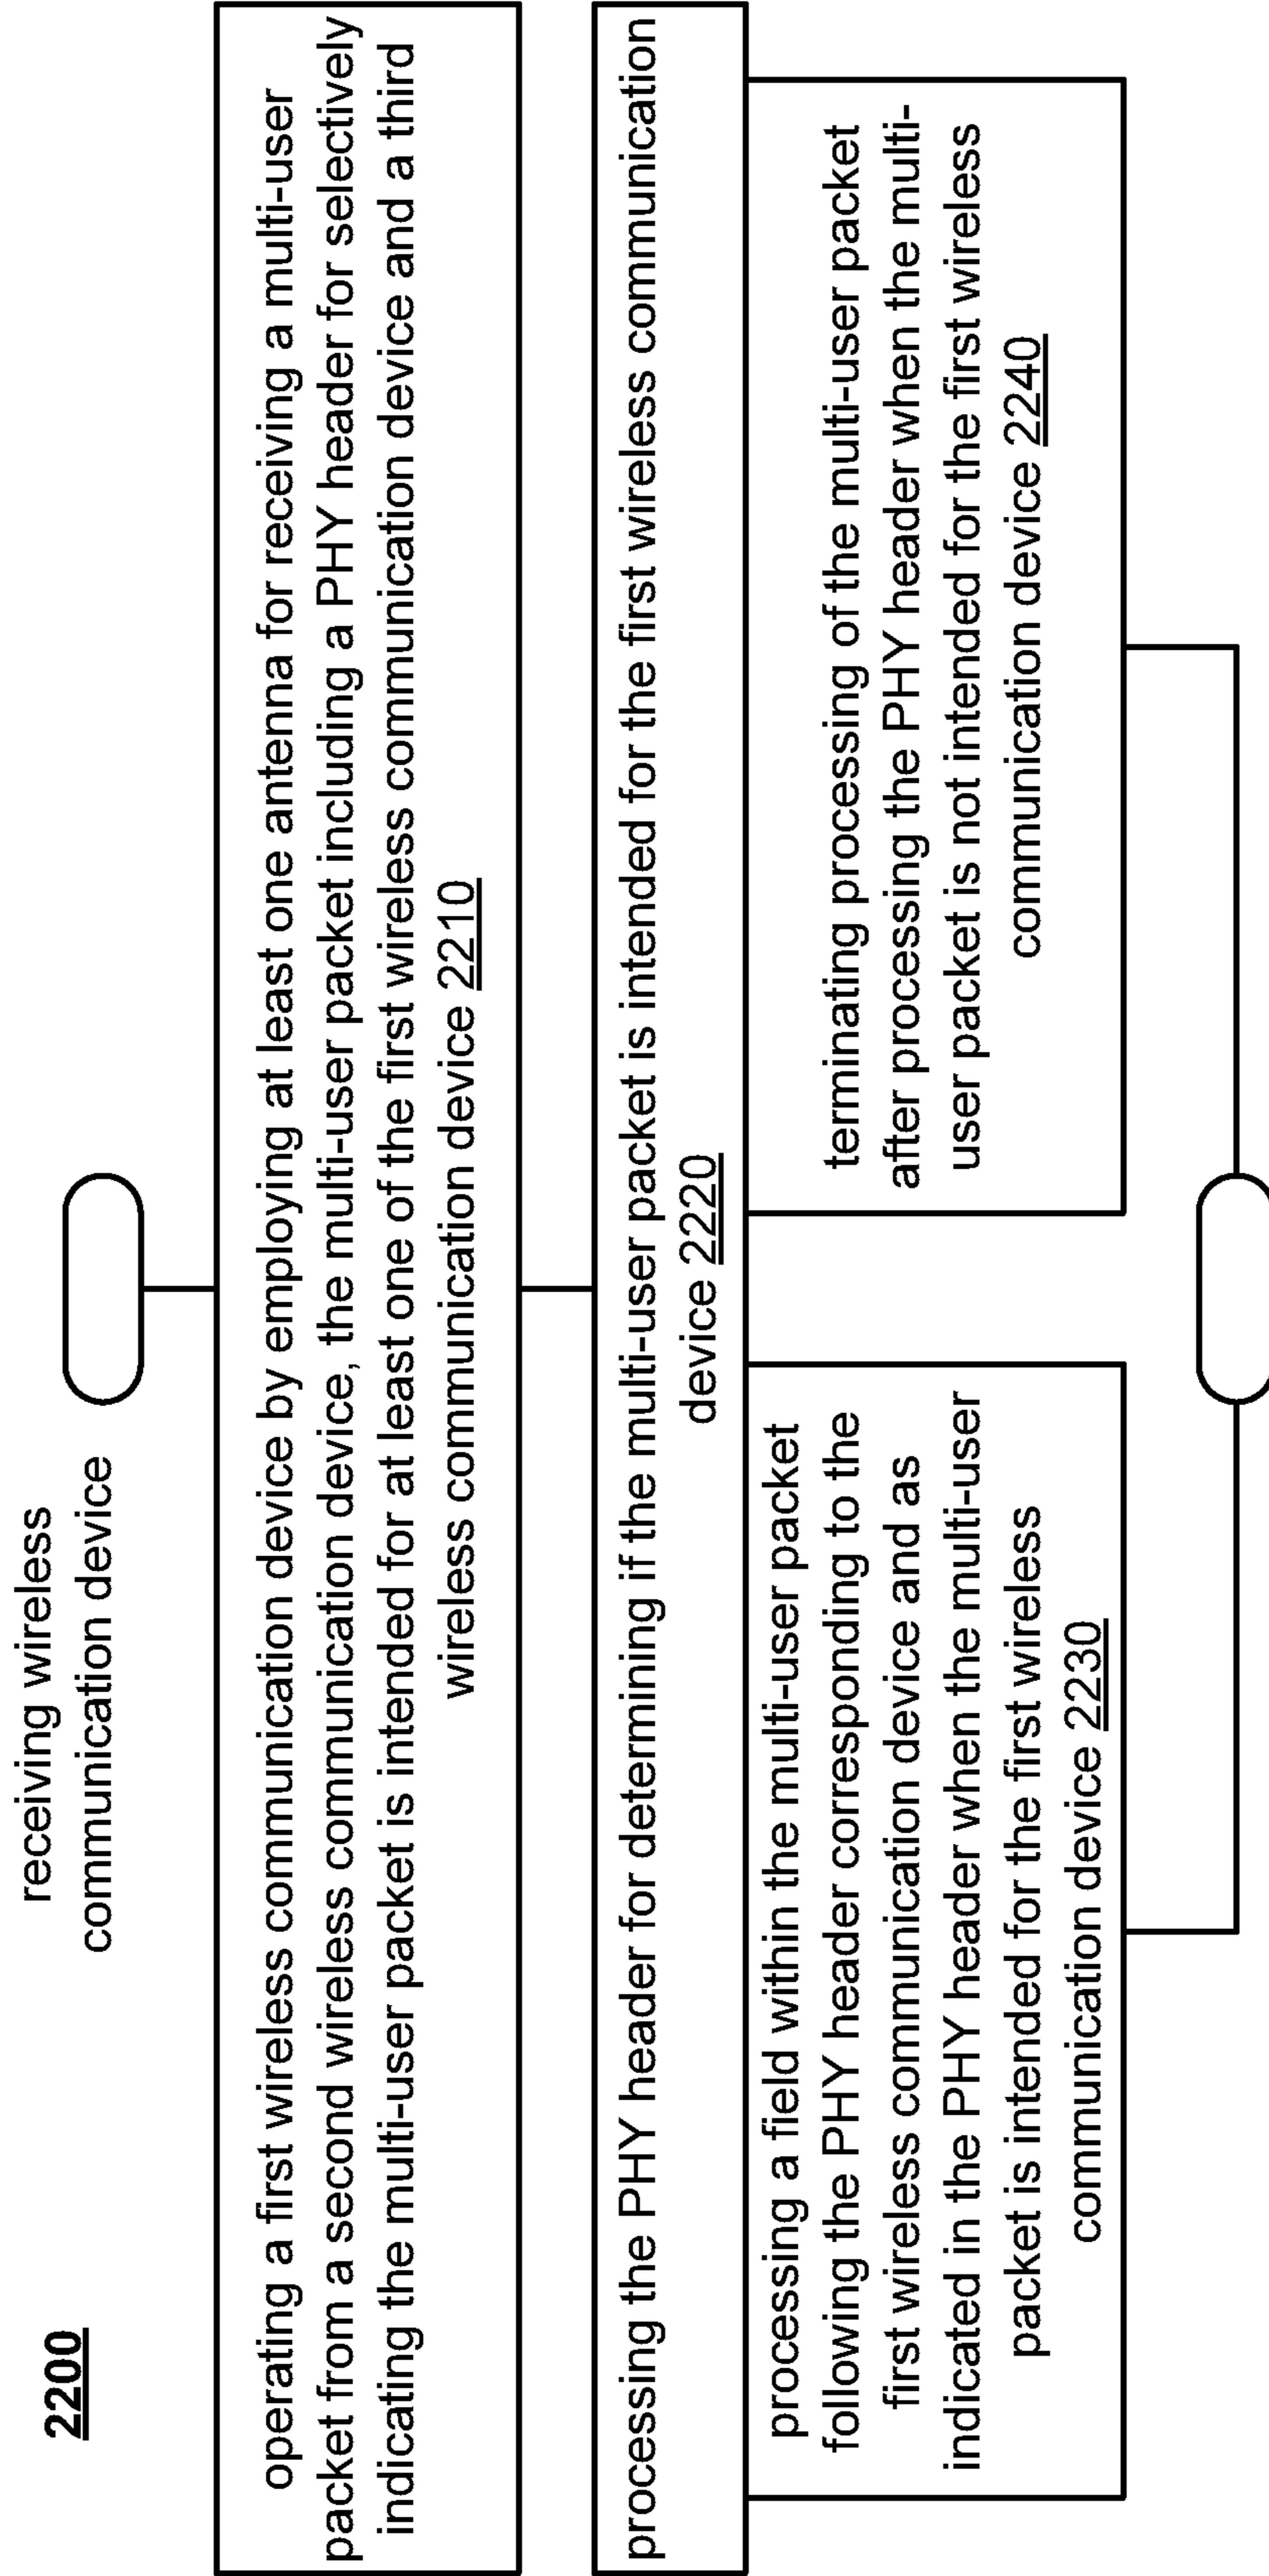 2200
receiving wireless
communication device
operating a first wireless communication device by employing at least one antenna for receiving a multi-user
packet from a second wireless communication device, the multi-user packet including a PHY header for selectively
indicating the multi-user packet is intended for at least one of the first wireless communication device and a third
wireless communication device 2210
processing the PHY header for determining if the multi-user packet is intended for the first wireless communication
device 2220
processing a field within the multi-user packet
following the PHY header corresponding to the
first wireless communication device and as
indicated in the PHY header when the multi-user
packet is intended for the first wireless
communication device 2230
terminating processing of the multi-user packet
after processing the PHY header when the multi-
user packet is not intended for the first wireless
communication device 2240